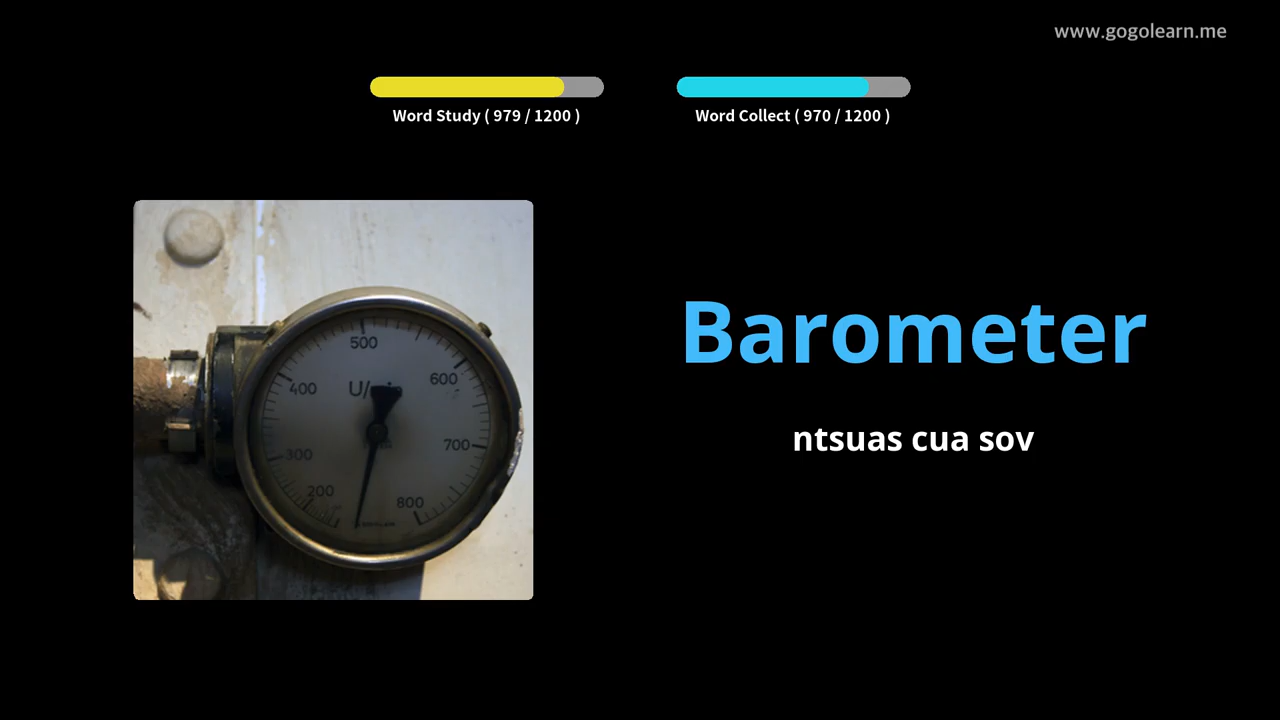 www.gogolearn.me
Word Study ( 979 / 1200 )
Word Collect ( 970 / 1200 )
500
400
600
300
700
200
800
Barometer
ntsuas cua sov